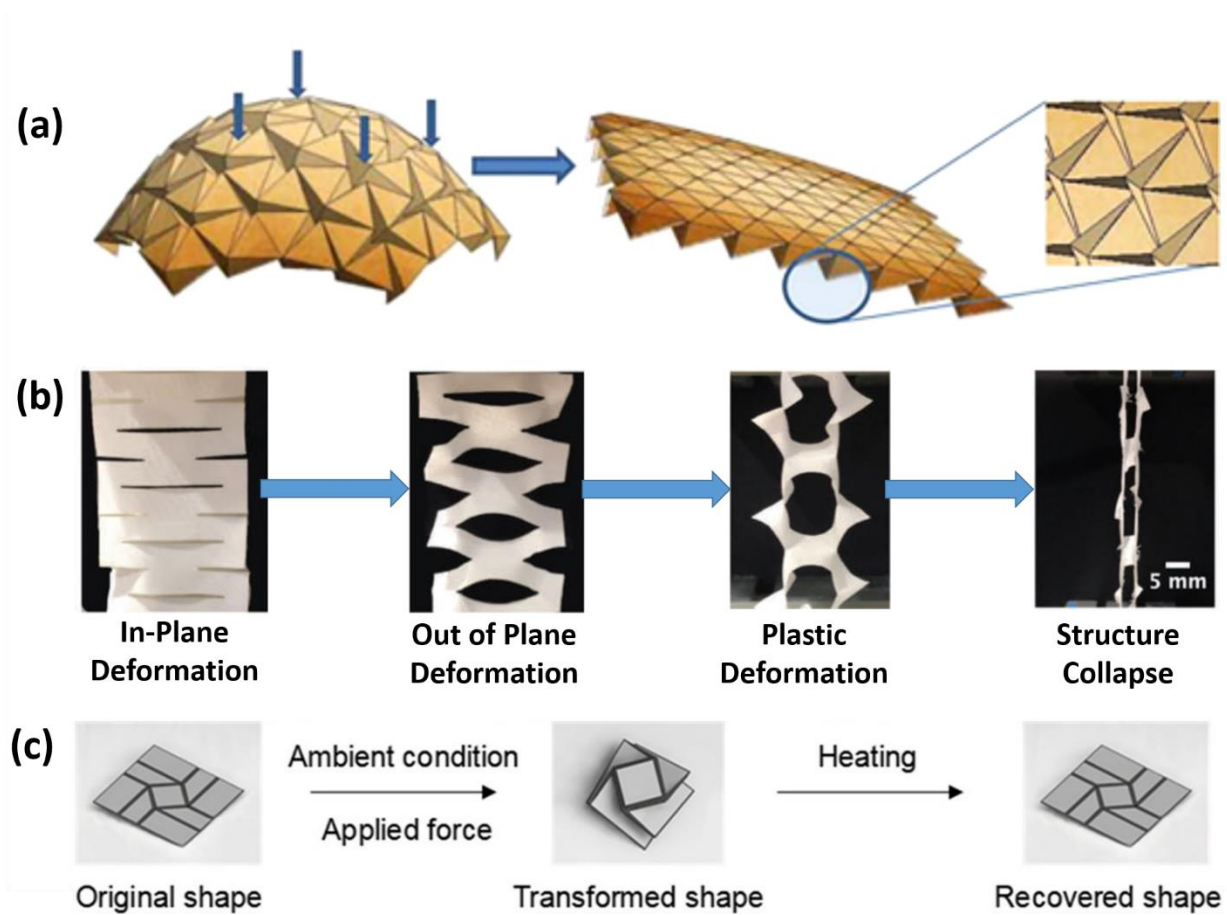 (a)
(b)
5 mm
In-Plane
Deformation
Out of Plane
Deformation
Plastic
Deformation
Structure
Collapse
(c)
Ambient condition
Applied force
Heating
Original shape
Transformed shape
Recovered shape